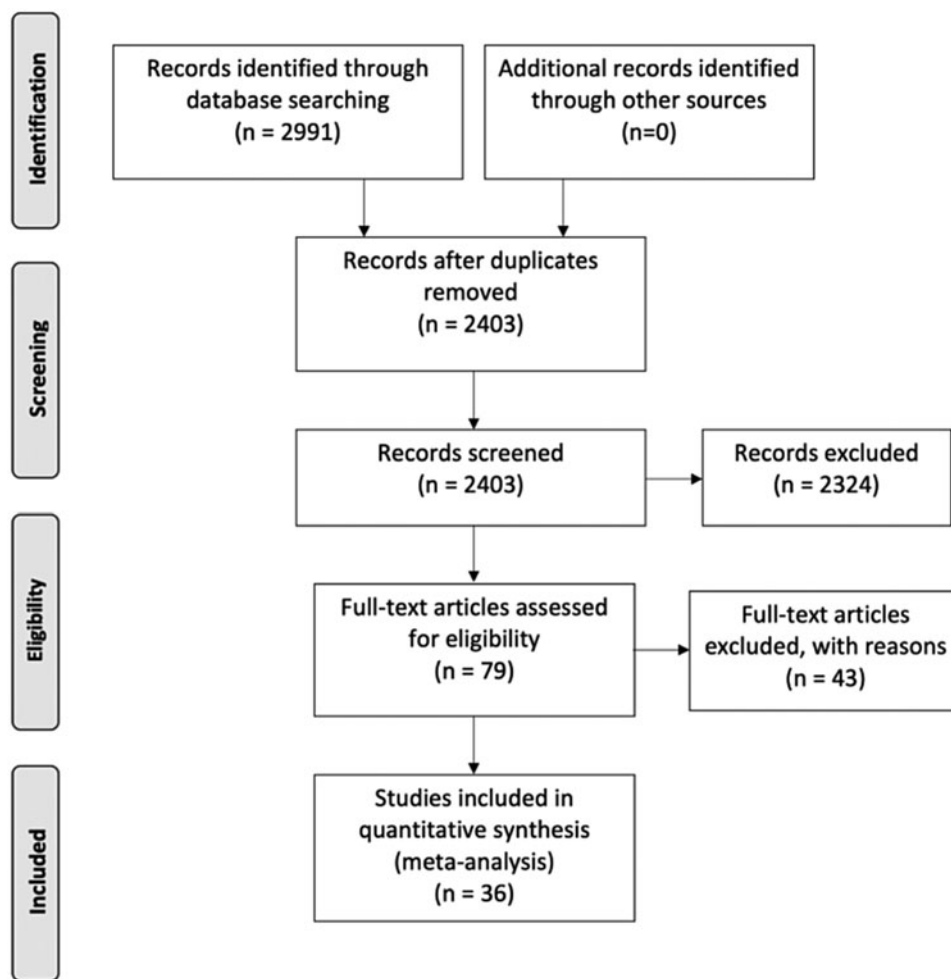 Identification
Records identified through
database searching
(n = 2991)
Additional records identified
through other sources
(n=0)
Screening
Records after duplicates
removed
(n = 2403)
Records screened
(n = 2403)
Records excluded
(n = 2324)
Eligibility
Full-text articles assessed
for eligibility
(n = 79)
Full-text articles
excluded, with reasons
(n = 43)
Included
Studies included in
quantitative synthesis
(meta-analysis)
(n = 36)